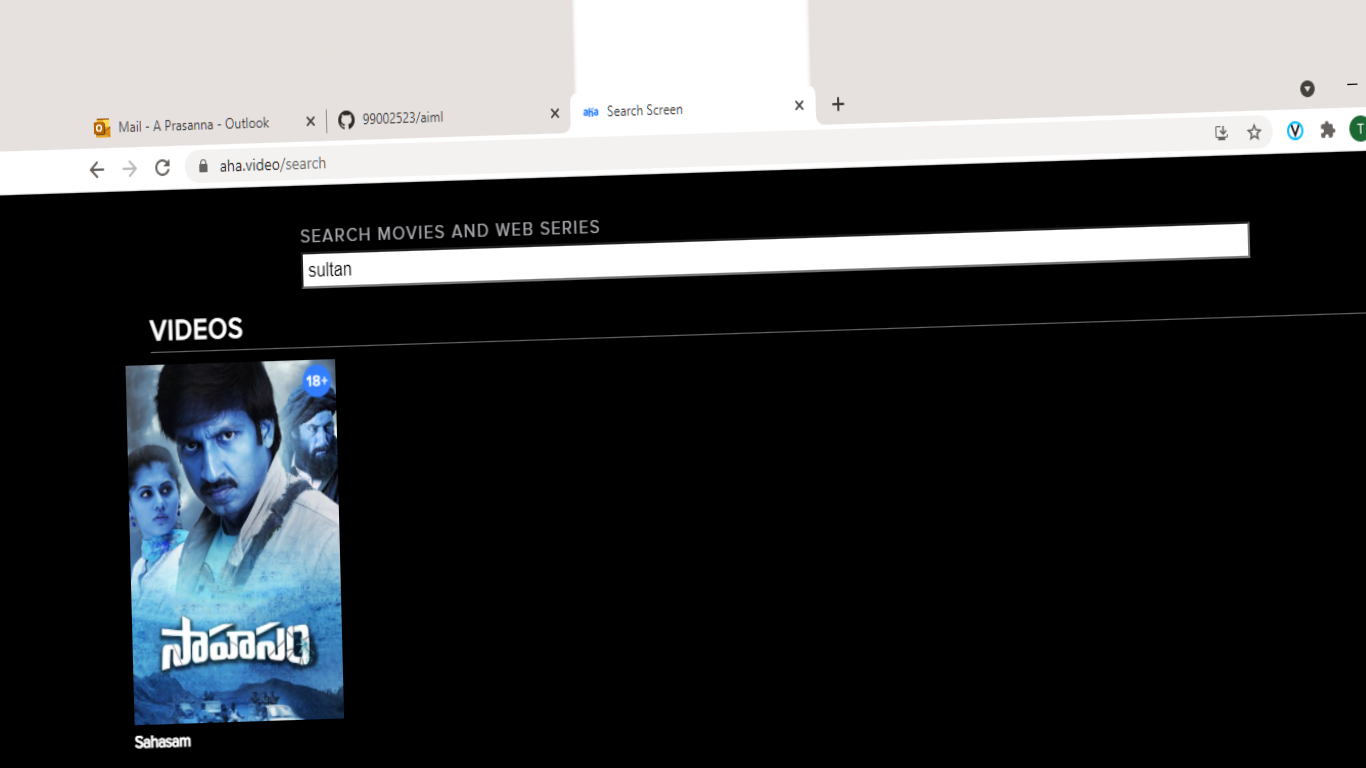 Mail - A Prasanna - Outlook
99002523/aiml
aha
Search Screen
aha.video/search
V
T
SEARCH MOVIES AND WEB SERIES
sultan
VIDEOS
18+
సాహసం
Sahasam